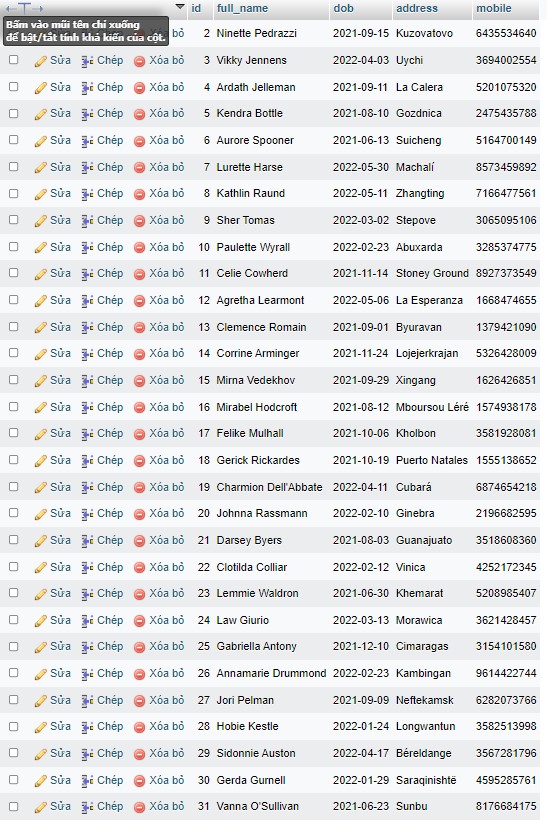 id full_name dob address mobile
Bấm vào mũi tên chỉ xuống
để bật/tắt tính khả kiến của cột.
2 Ninette Pedrazzi 2021-09-15 Kuzovatovo 6435534640
Sửa Chép Xóa bỏ 3 Vikky Jennens 2022-04-03 Uychi 3694002554
Sửa Chép Xóa bỏ 4 Ardath Jelleman 2021-09-11 La Calera 5201075320
Sửa Chép Xóa bỏ 5 Kendra Bottle 2021-08-10 Gozdnica 2475435788
Sửa Chép Xóa bỏ 6 Aurore Spooner 2021-06-13 Suicheng 5164700149
Sửa Chép Xóa bỏ 7 Lurette Harse 2022-05-30 Machalí 8573459892
Sửa Chép Xóa bỏ 8 Kathlin Raund 2022-05-11 Zhangting 7166477561
Sửa Chép Xóa bỏ 9 Sher Tomas 2022-03-02 Stepove 3065095106
Sửa Chép Xóa bỏ 10 Paulette Wyrall 2022-02-23 Abuxarda 3285374775
Sửa Chép Xóa bỏ 11 Celie Cowherd 2021-11-14 Stoney Ground 8927373549
Sửa Chép Xóa bỏ 12 Agretha Learmont 2022-05-06 La Esperanza 1668474655
Sửa Chép Xóa bỏ 13 Clemence Romain 2021-09-01 Byuravan 1379421090
Sửa Chép Xóa bỏ 14 Corrine Arminger 2021-11-24 Lojejerkrajan 5326428009
Sửa Chép Xóa bỏ 15 Mirna Vedekhov 2021-09-29 Xingang 1626426851
Sửa Chép Xóa bỏ 16 Mirabel Hodcroft 2021-08-12 Mboursou Léré 1574938178
Sửa Chép Xóa bỏ 17 Felike Mulhall 2021-10-06 Kholbon 3581928081
Sửa Chép Xóa bỏ 18 Gerick Rickardes 2021-10-19 Puerto Natales 1555138652
Sửa Chép Xóa bỏ 19 Charmion Dell'Abbate 2022-04-11 Cubará 6874654218
Sửa Chép Xóa bỏ 20 Johnna Rassmann 2022-02-10 Ginebra 2196682595
Sửa Chép Xóa bỏ 21 Darsey Byers 2021-08-03 Guanajuato 3518608360
Sửa Chép Xóa bỏ 22 Clotilda Colliar 2022-02-12 Vinica 4252172345
Sửa Chép Xóa bỏ 23 Lemmie Waldron 2021-06-30 Khemarat 5208985407
Sửa Chép Xóa bỏ 24 Law Giurio 2022-03-13 Morawica 3621428457
Sửa Chép Xóa bỏ 25 Gabriella Antony 2021-12-10 Cimaragas 3154101580
Sửa Chép Xóa bỏ 26 Annamarie Drummond 2022-02-23 Kambingan 9614422744
Sửa Chép Xóa bỏ 27 Jori Pelman 2021-09-09 Neftekamsk 6282073766
Sửa Chép Xóa bỏ 28 Hobie Kestle 2022-01-24 Longwantun 3582513998
Sửa Chép Xóa bỏ 29 Sidonnie Auston 2022-04-17 Béreldange 3567281796
Sửa Chép Xóa bỏ 30 Gerda Gurnell 2022-01-29 Saraqinishtë 4595285761
Sửa Chép Xóa bỏ 31 Vanna O'Sullivan 2021-06-23 Sunbu 8176684175